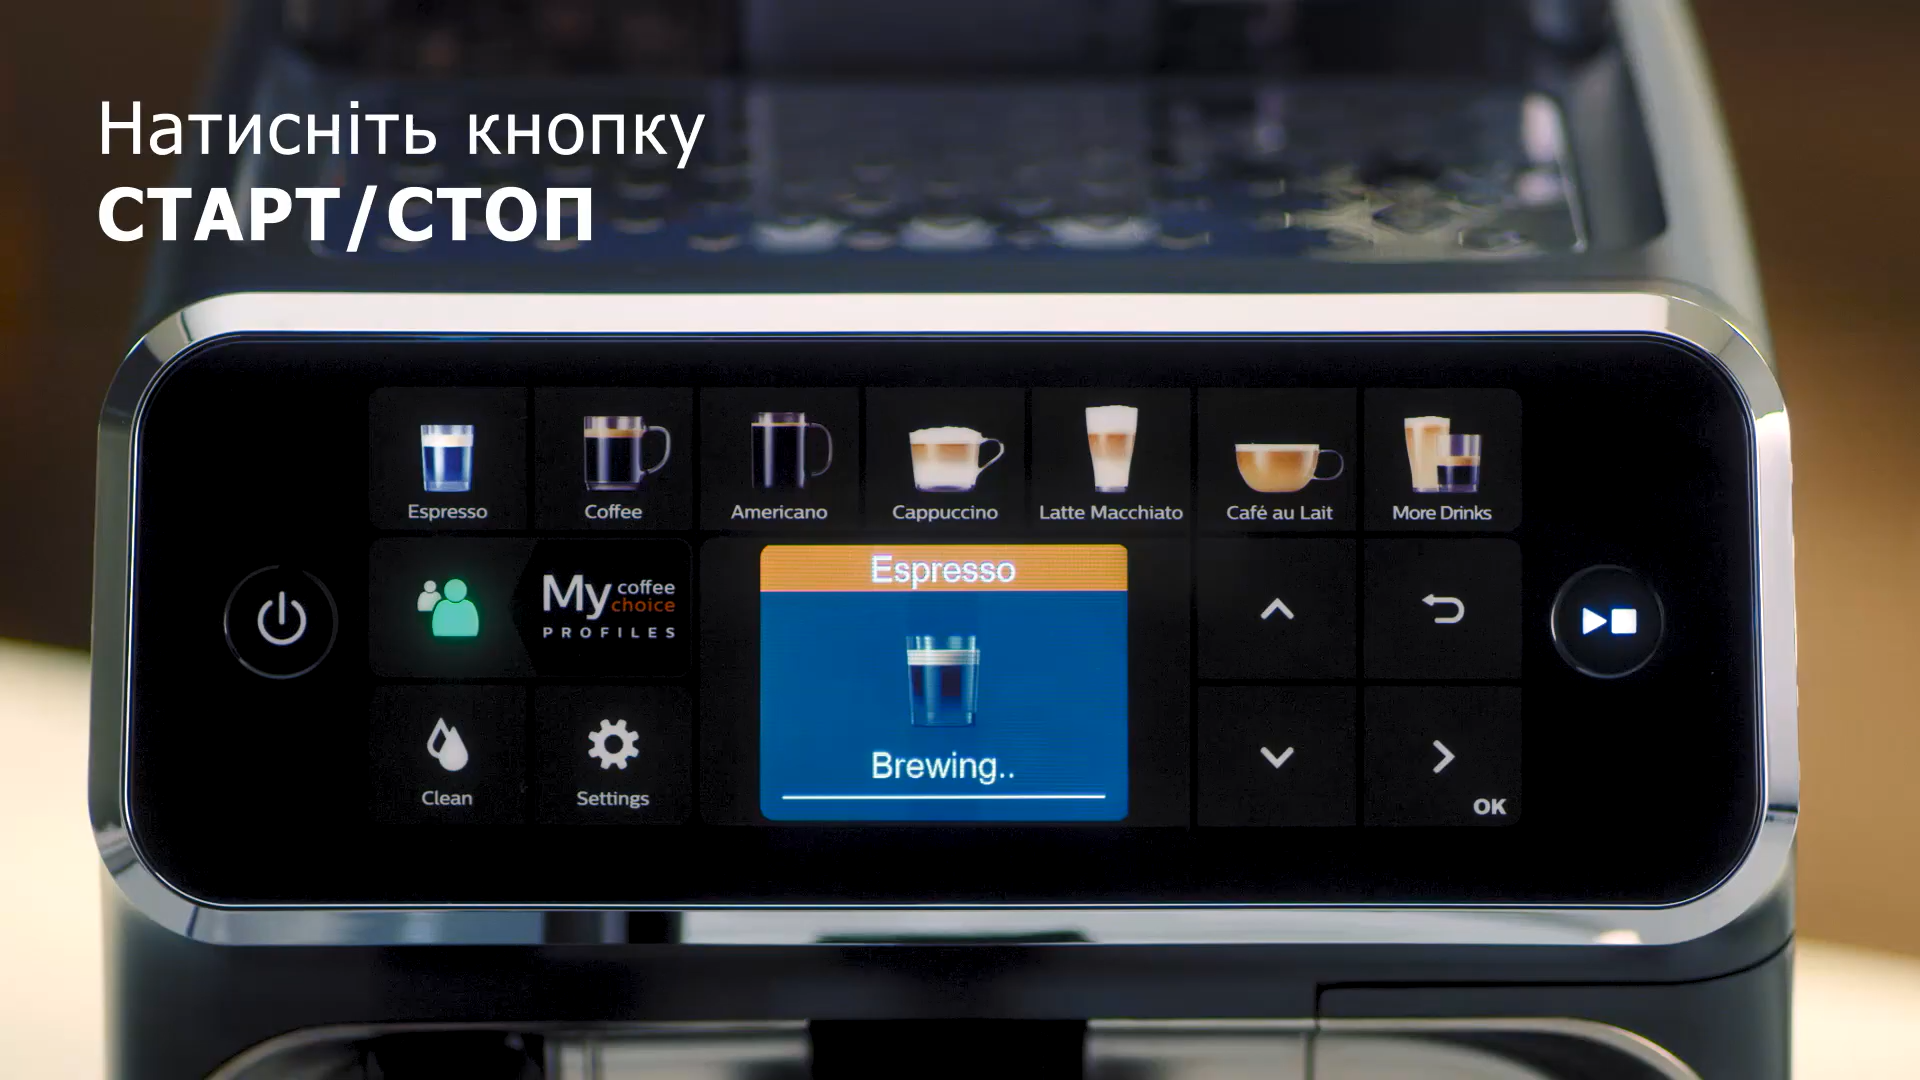 Натисніть кнопку
СТАРТ/СТОП
Espresso
Coffee
Americano
Cappuccino
Latte Macchiato
Café au Lait
More Drinks
My coffee choice
PROFILES
Espresso
Brewing..
Clean
Settings
OK